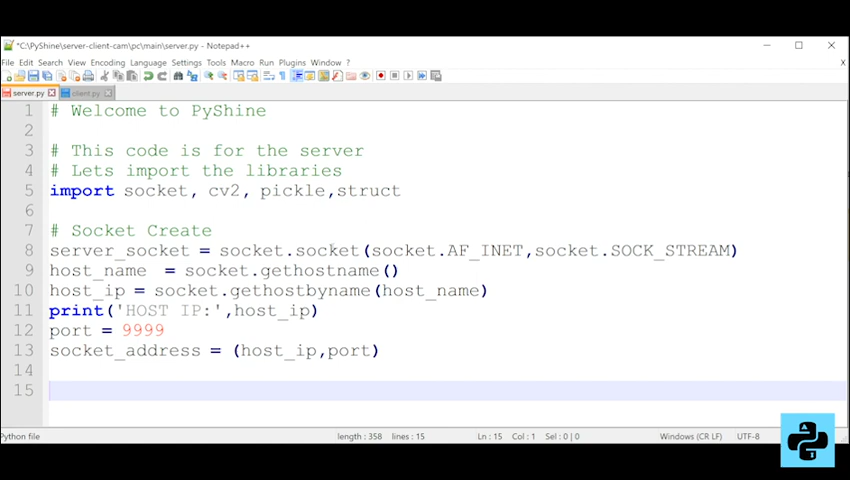 *C:\PyShine\server-client-cam\pc\main\server.py - Notepad++
File Edit Search View Encoding Language Settings Tools Macro Run Plugins Window ?
server.py client.py
1 # Welcome to PyShine
2
3 # This code is for the server
4 # Lets import the libraries
5 import socket, cv2, pickle,struct
6
7 # Socket Create
8 server_socket = socket.socket(socket.AF_INET,socket.SOCK_STREAM)
9 host_name  = socket.gethostname()
10 host_ip = socket.gethostbyname(host_name)
11 print('HOST IP:',host_ip)
12 port = 9999
13 socket_address = (host_ip,port)
14
15
Python file length : 358 lines : 15 Ln : 15 Col : 1 Sel : 0 | 0 Windows (CR LF) UTF-8